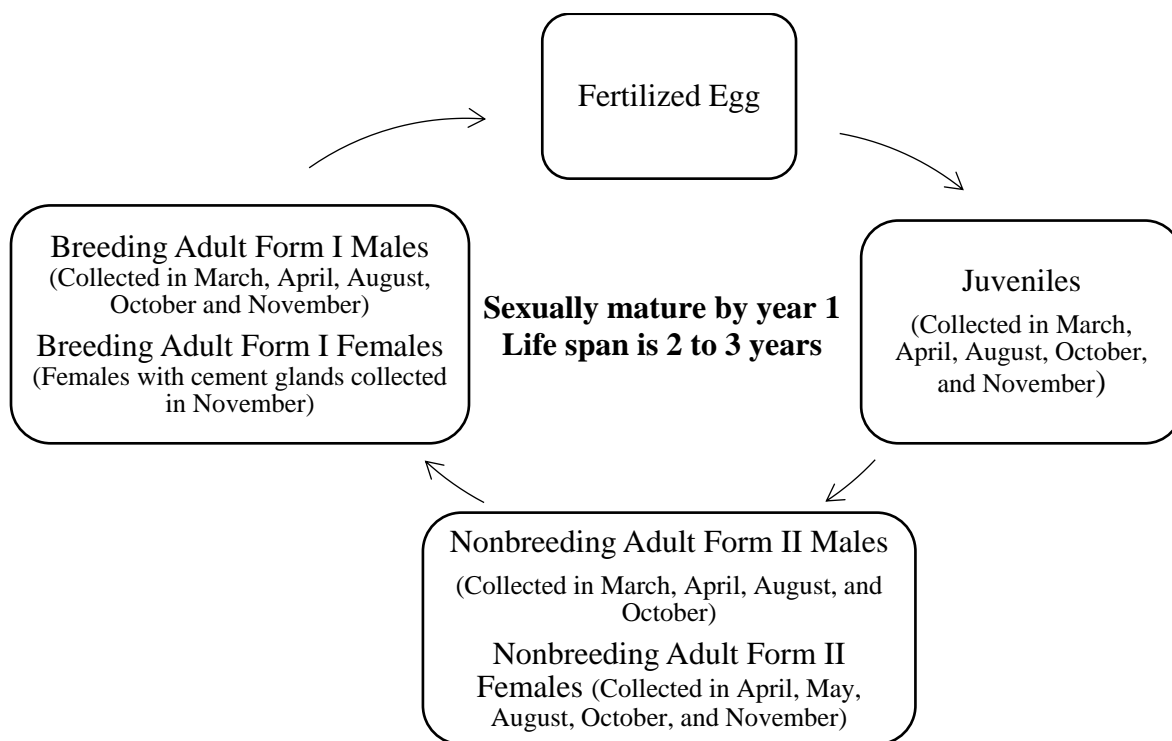 Fertilized Egg
Breeding Adult Form I Males
(Collected in March, April, August,
October and November)
Breeding Adult Form I Females
(Females with cement glands collected
in November)
Sexually mature by year 1
Life span is 2 to 3 years
Juveniles
(Collected in March,
April, August, October,
and November)
Nonbreeding Adult Form II Males
(Collected in March, April, August, and
October)
Nonbreeding Adult Form II
Females (Collected in April, May,
August, October, and November)